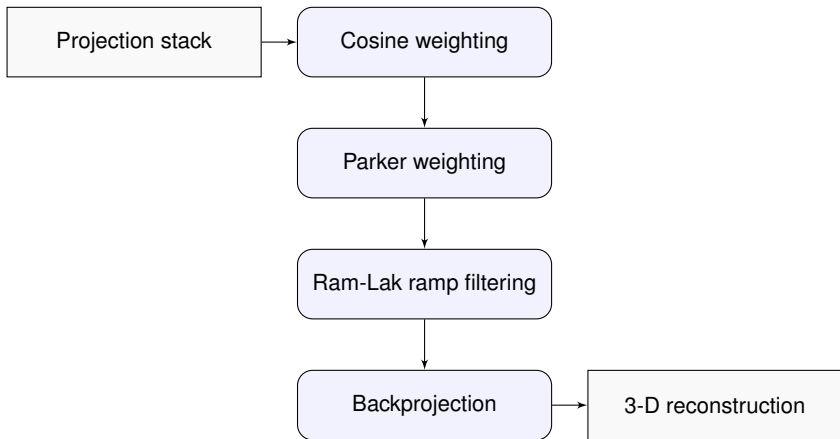 Projection stack
Cosine weighting
Parker weighting
Ram-Lak ramp filtering
Backprojection
3-D reconstruction